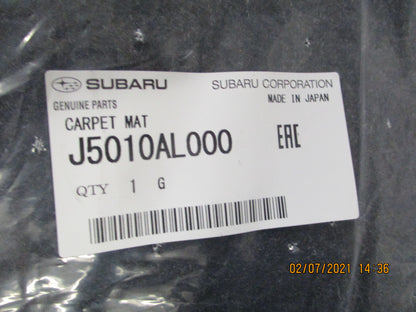 SUBARU SUBARU CORPORATION
GENUINE PARTS MADE IN JAPAN
CARPET MAT
J5010AL000 EAC
QTY 1 G
02/07/2021 14:36